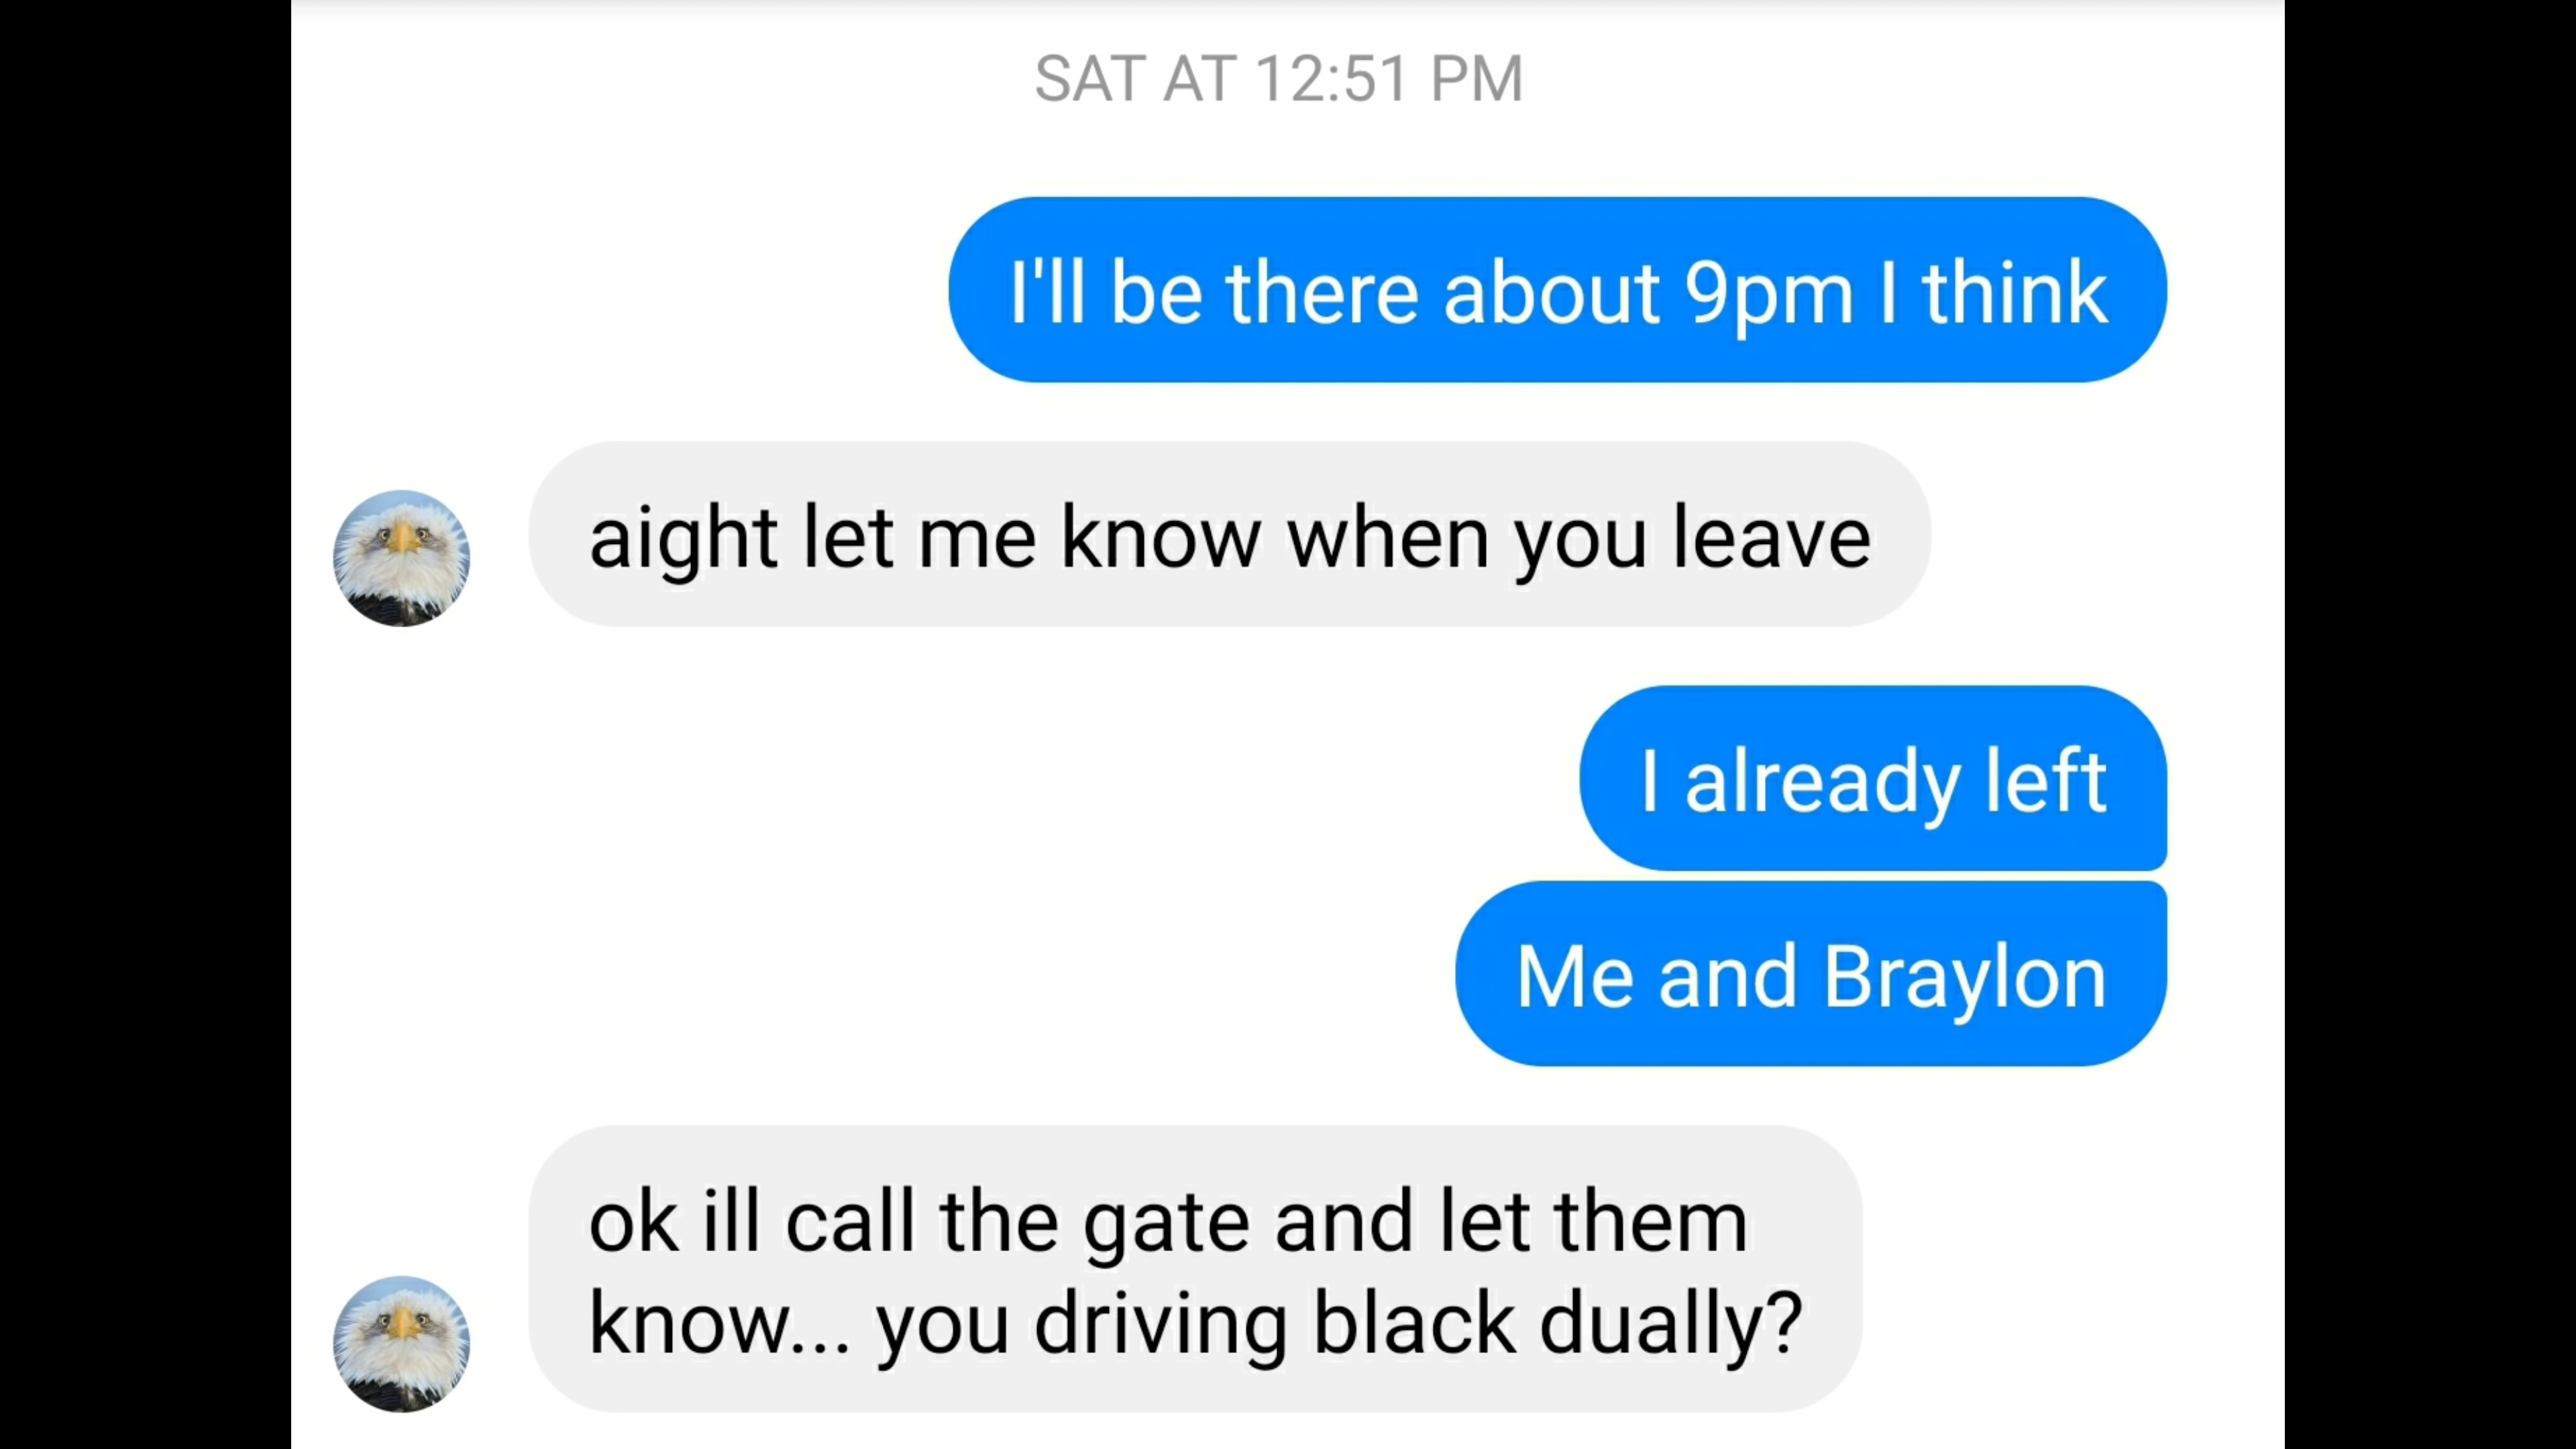 SAT AT 12:51 PM
I'll be there about 9pm I think
aight let me know when you leave
I already left
Me and Braylon
ok ill call the gate and let them
know... you driving black dually?